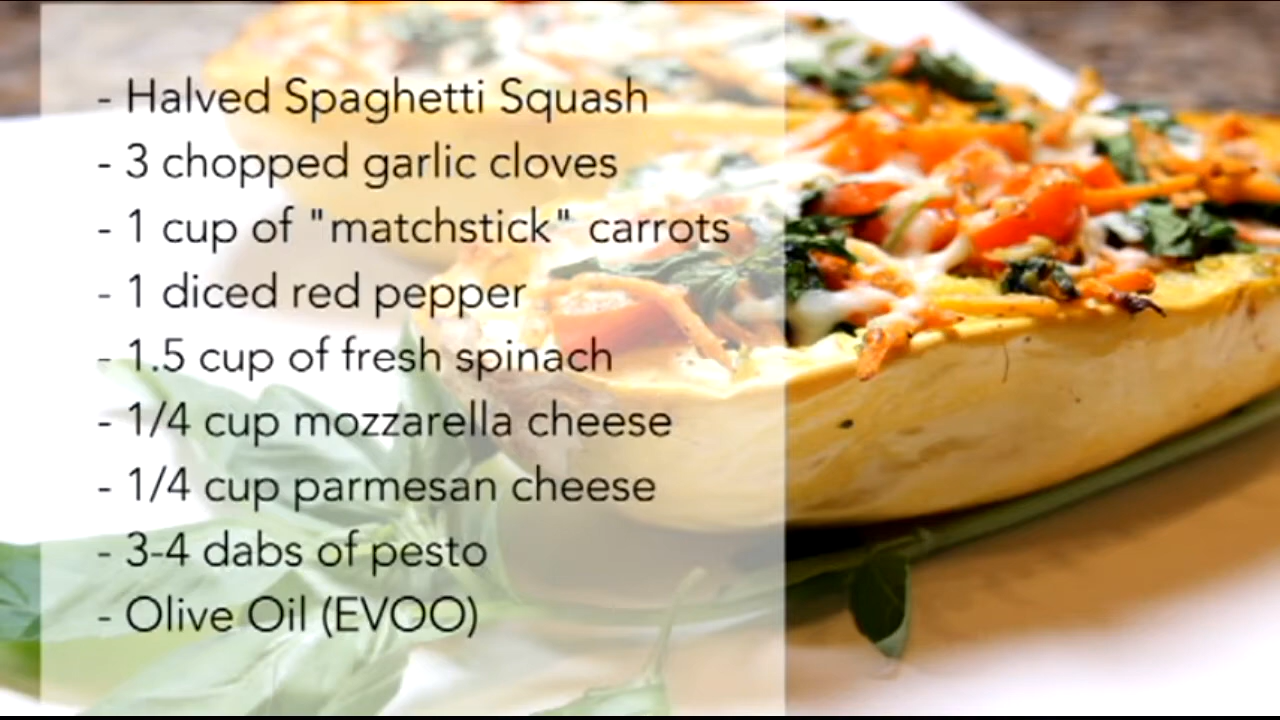 - Halved Spaghetti Squash
- 3 chopped garlic cloves
- 1 cup of "matchstick" carrots
- 1 diced red pepper
- 1.5 cup of fresh spinach
- 1/4 cup mozzarella cheese
- 1/4 cup parmesan cheese
- 3-4 dabs of pesto
- Olive Oil (EVOO)